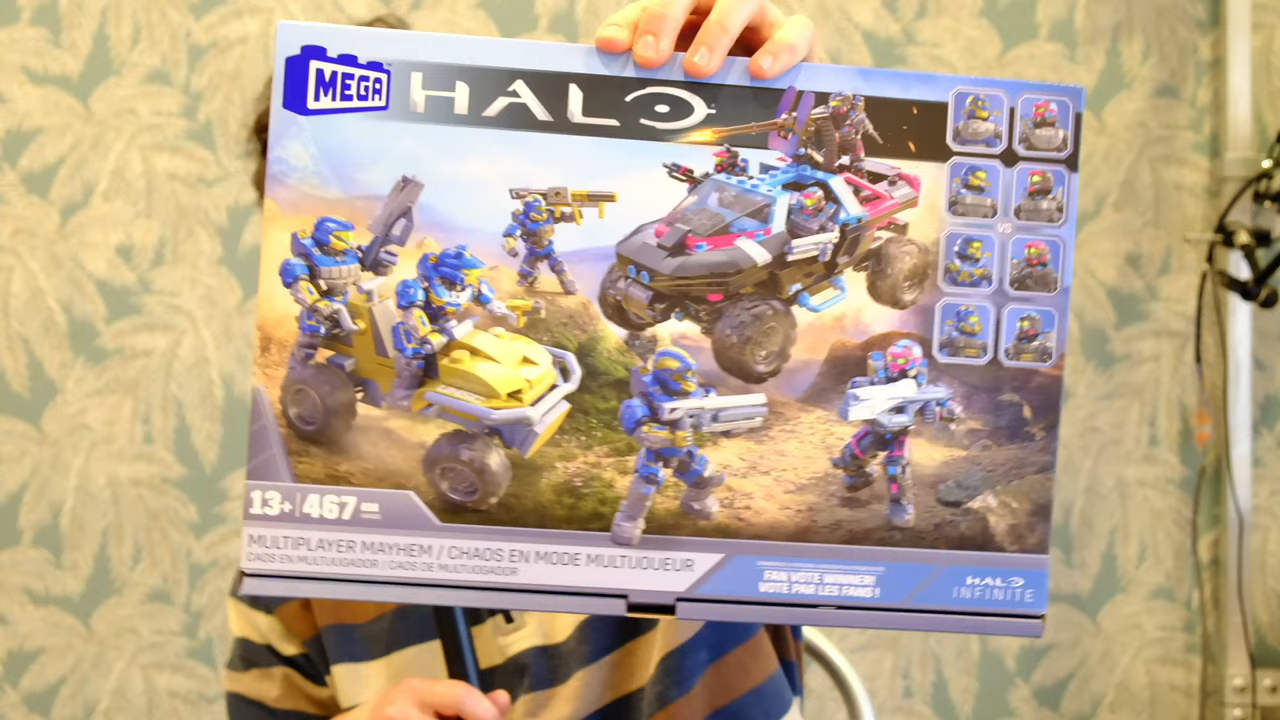 MEGA
HALO
VS
13+ | 467
MULTIPLAYER MAYHEM / CHAOS EN MODE MULTIJOUEUR
CAOS EN MULTIJUGADOR / CAOS DE MULTIJOGADOR
FAN VOTE WINNER!
VOTE PAR LES FANS !
HALO
INFINITE